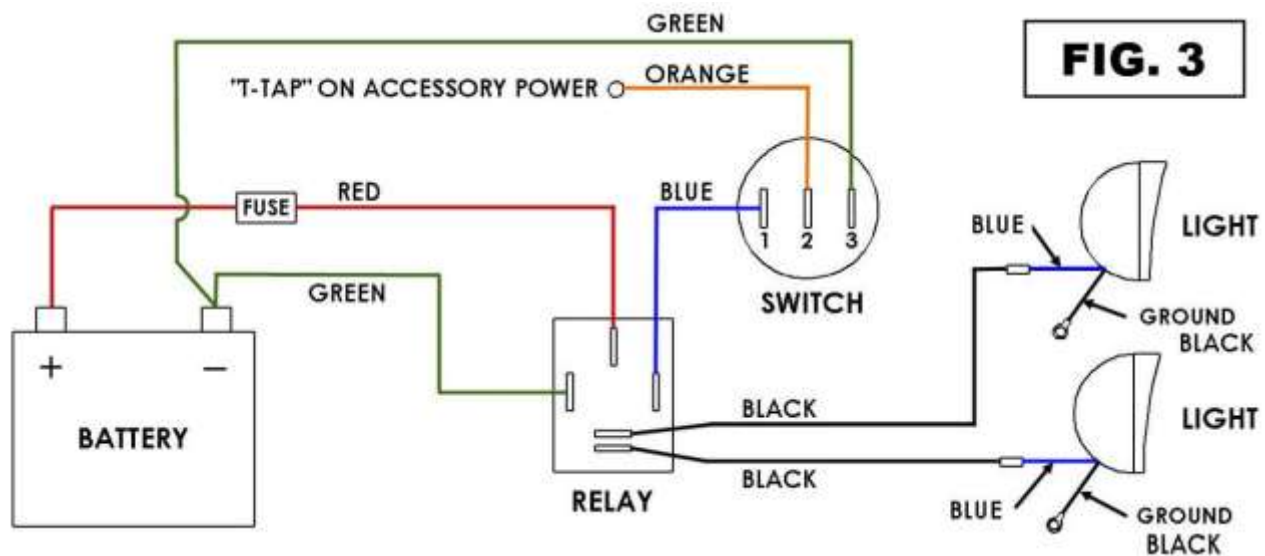 GREEN
FIG. 3
"T-TAP" ON ACCESSORY POWER
ORANGE
FUSE
RED
BLUE
1 2 3
SWITCH
BLUE
LIGHT
GROUND
BLACK
GREEN
+ −
BATTERY
RELAY
BLACK
BLACK
LIGHT
BLUE
GROUND
BLACK